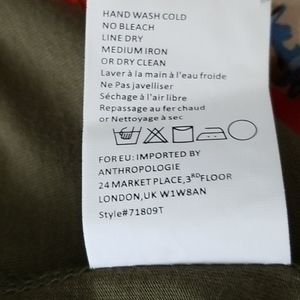 HAND WASH COLD
NO BLEACH
LINE DRY
MEDIUM IRON
OR DRY CLEAN
Laver à la main à l'eau froide
Ne Pas javelliser
Séchage à l'air libre
Repassage au fer chaud
or Nettoyage à sec
FOR EU: IMPORTED BY
ANTHROPOLOGIE
24 MARKET PLACE,3RD FLOOR
LONDON,UK W1W8AN
Style#71809T